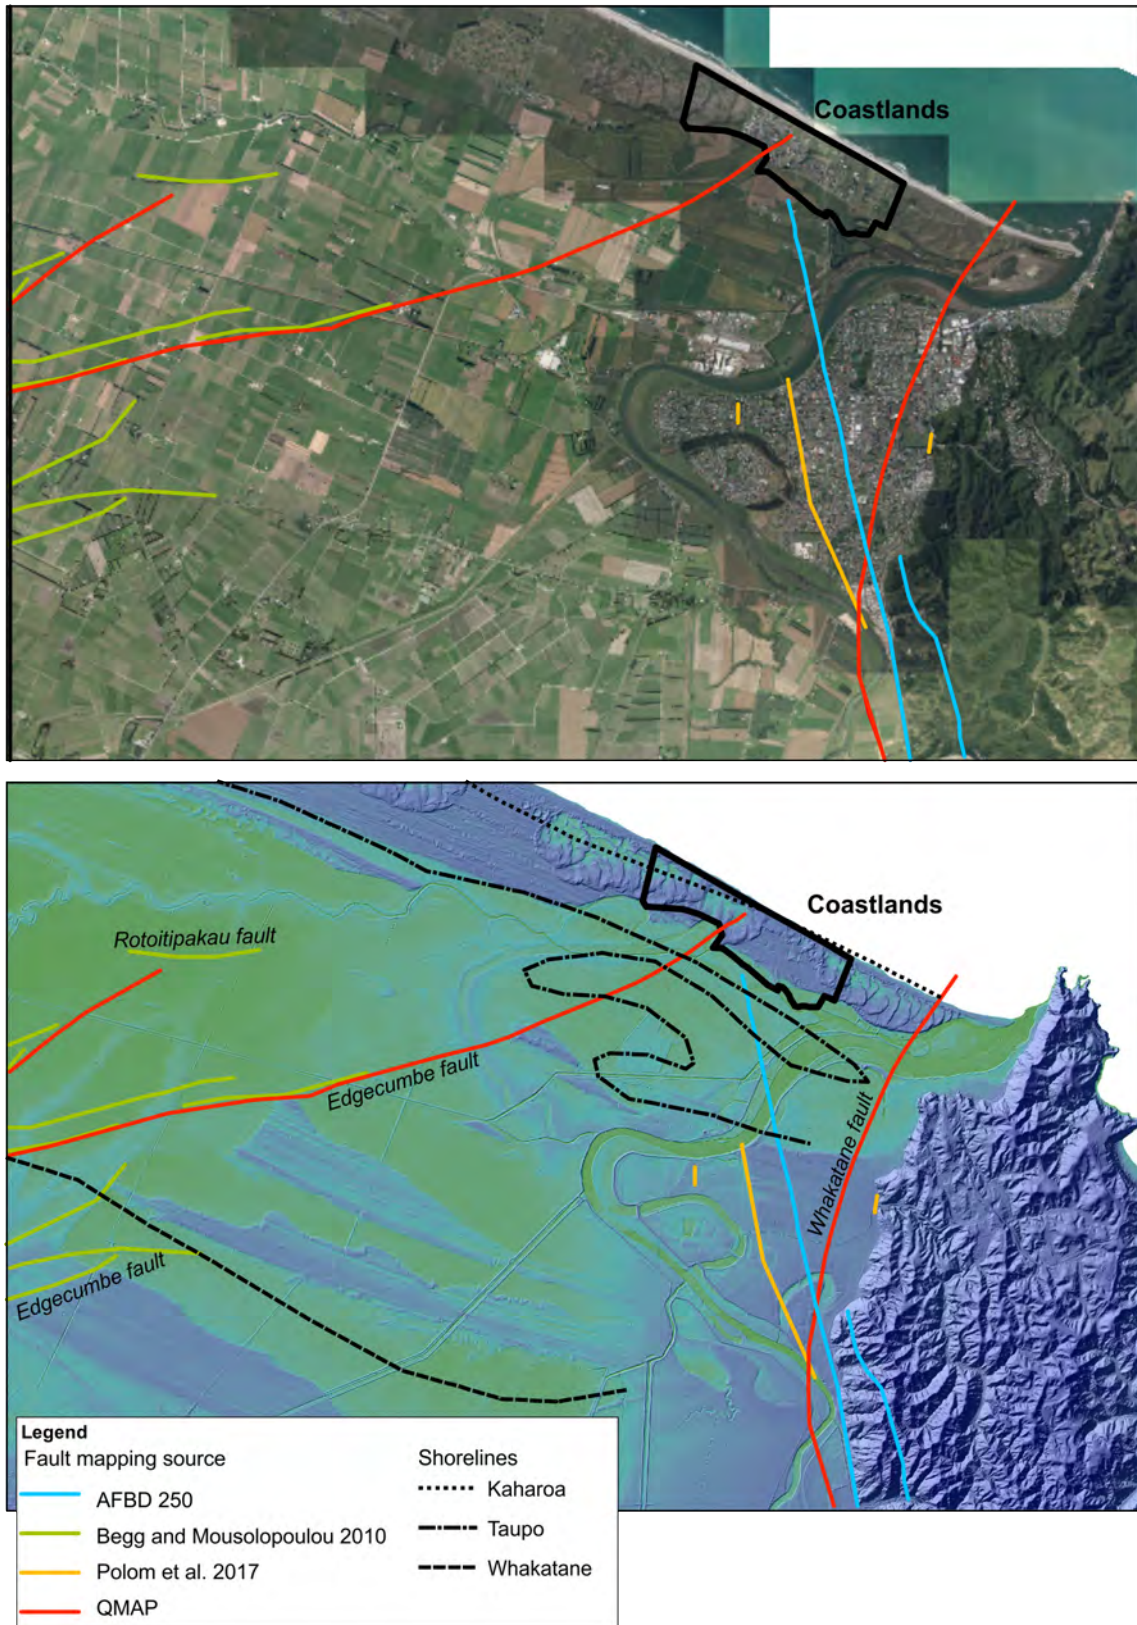 Coastlands
Coastlands
Rotoitipakau fault
Edgecumbe fault
Whakatane fault
Edgecumbe fault
Legend
Fault mapping source
AFBD 250
Begg and Mousolopoulou 2010
Polom et al. 2017
QMAP
Shorelines
Kaharoa
Taupo
Whakatane